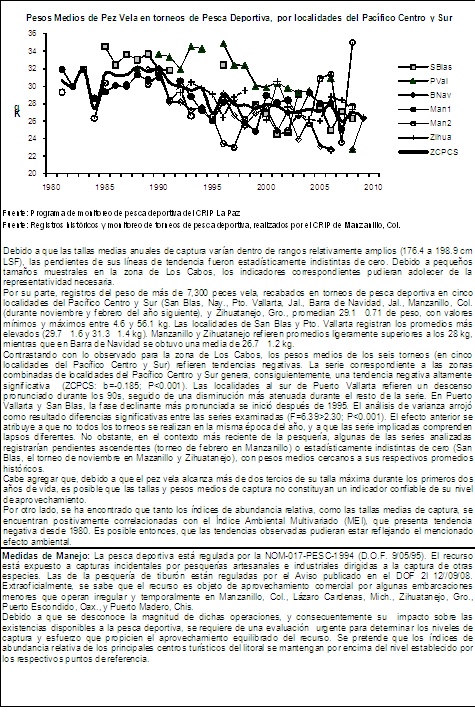 Pesos Medios de Pez Vela en torneos de Pesca Deportiva, por localidades del Pacífico Centro y Sur
36
34
32
30
28
26
24
22
20
Kg
1980
1985
1990
1995
2000
2005
2010
SBlas
PVal
BNav
Man1
Man2
Zihua
ZCPCS
Fuente: Programa de monitoreo de pesca deportiva del CRIP La Paz
Fuente: Registros históricos y monitoreo de torneos de pesca deportiva, realizados por el CRIP de Manzanillo, Col.
Debido a que las tallas medias anuales de captura varían dentro de rangos relativamente amplios (176.4 a 198.9 cm
LSF), las pendientes de sus líneas de tendencia fueron estadísticamente indistintas de cero. Debido a pequeños
tamaños muestrales en la zona de Los Cabos, los indicadores correspondientes pudieran adolecer de la
representatividad necesaria.
Por su parte, registros del peso de más de 7,300 peces vela, recabados en torneos de pesca deportiva en cinco
localidades del Pacífico Centro y Sur (San Blas, Nay., Pto. Vallarta, Jal., Barra de Navidad, Jal., Manzanillo, Col.
(durante noviembre y febrero del año siguiente), y Zihuatanejo, Gro., promedian 29.1  0.71 de peso, con valores
mínimos y máximos entre 4.6 y 56.1 kg. Las localidades de San Blas y Pto. Vallarta registran los promedios más
elevados (29.7  1.6 y 31.3  1.4 kg). Manzanillo y Zihuatanejo refieren promedios ligeramente superiores a los 28 kg,
mientras que en Barra de Navidad se obtuvo una media de 26.7  1.2 kg.
Contrastando con lo observado para la zona de Los Cabos, los pesos medios de los seis torneos (en cinco
localidades del Pacífico Centro y Sur) refieren tendencias negativas. La serie correspondiente a las zonas
combinadas de localidades del Pacífico Centro y Sur genera, consiguientemente, una tendencia negativa altamente
significativa (ZCPCS: b=-0.185; P<0.001). Las localidades al sur de Puerto Vallarta refieren un descenso
pronunciado durante los 90s, seguido de una disminución más atenuada durante el resto de la serie. En Puerto
Vallarta y San Blas, la fase declinante más pronunciada se inició después de 1995. El análisis de varianza arrojó
como resultado diferencias significativas entre las series examinadas (F=6.39>2.30; P<0.001). El efecto anterior se
atribuye a que no todos los torneos se realizan en la misma época del año, y a que las series implicadas comprenden
lapsos diferentes. No obstante, en el contexto más reciente de la pesquería, algunas de las series analizadas
registrarían pendientes ascendentes (torneo de febrero en Manzanillo) o estadísticamente indistintas de cero (San
Blas, el torneo de noviembre en Mazanillo y Zihuatanejo), con pesos medios cercanos a sus respectivos promedios
históricos.
Cabe agregar que, debido a que el pez vela alcanza más de dos tercios de su talla máxima durante los primeros dos
años de vida, es posible que las tallas y pesos medios de captura no constituyan un indicador confiable de su nivel
de aprovechamiento.
Por otro lado, se ha encontrado que tanto los índices de abundancia relativa, como las tallas medias de captura, se
encuentran positivamente correlacionadas con el Índice Ambiental Multivariado (MEI), que presenta tendencia
negativa desde 1980. Es posible entonces, que las tendencias observadas pudieran estar reflejando el mencionado
efecto ambiental.
Medidas de Manejo: La pesca deportiva está regulada por la NOM-017-PESC-1994 (D.O.F. 9/05/95). El recurso
está expuesto a capturas incidentales por pesquerías artesanales e industriales dirigidas a la captura de otras
especies. Las de la pesquería de tiburón están reguladas por el Aviso publicado en el DOF 2l 12//09/08.
Extraoficialmente, se sabe que el recurso es objeto de aprovechamiento comercial por algunas embarcaciones
menores que operan irregular y temporalmente en Manzanillo, Col., Lázaro Cardenas, Mich., Zihuatanejo, Gro.,
Puerto Escondido, Oax., y Puerto Madero, Chis.
Debido a que se desconoce la magnitud de dichas operaciones, y consecuentemente su impacto sobre las
existencias disponibles a la pesca deportiva, se requiere de una evaluación urgente para determinar los niveles de
captura y esfuerzo que propicien el aprovechamiento equilibrado del recurso. Se pretende que los índices de
abundancia relativa de los principales centros turísticos del litoral se mantengan por encima del nivel establecido por
los respectivos puntos de referencia.